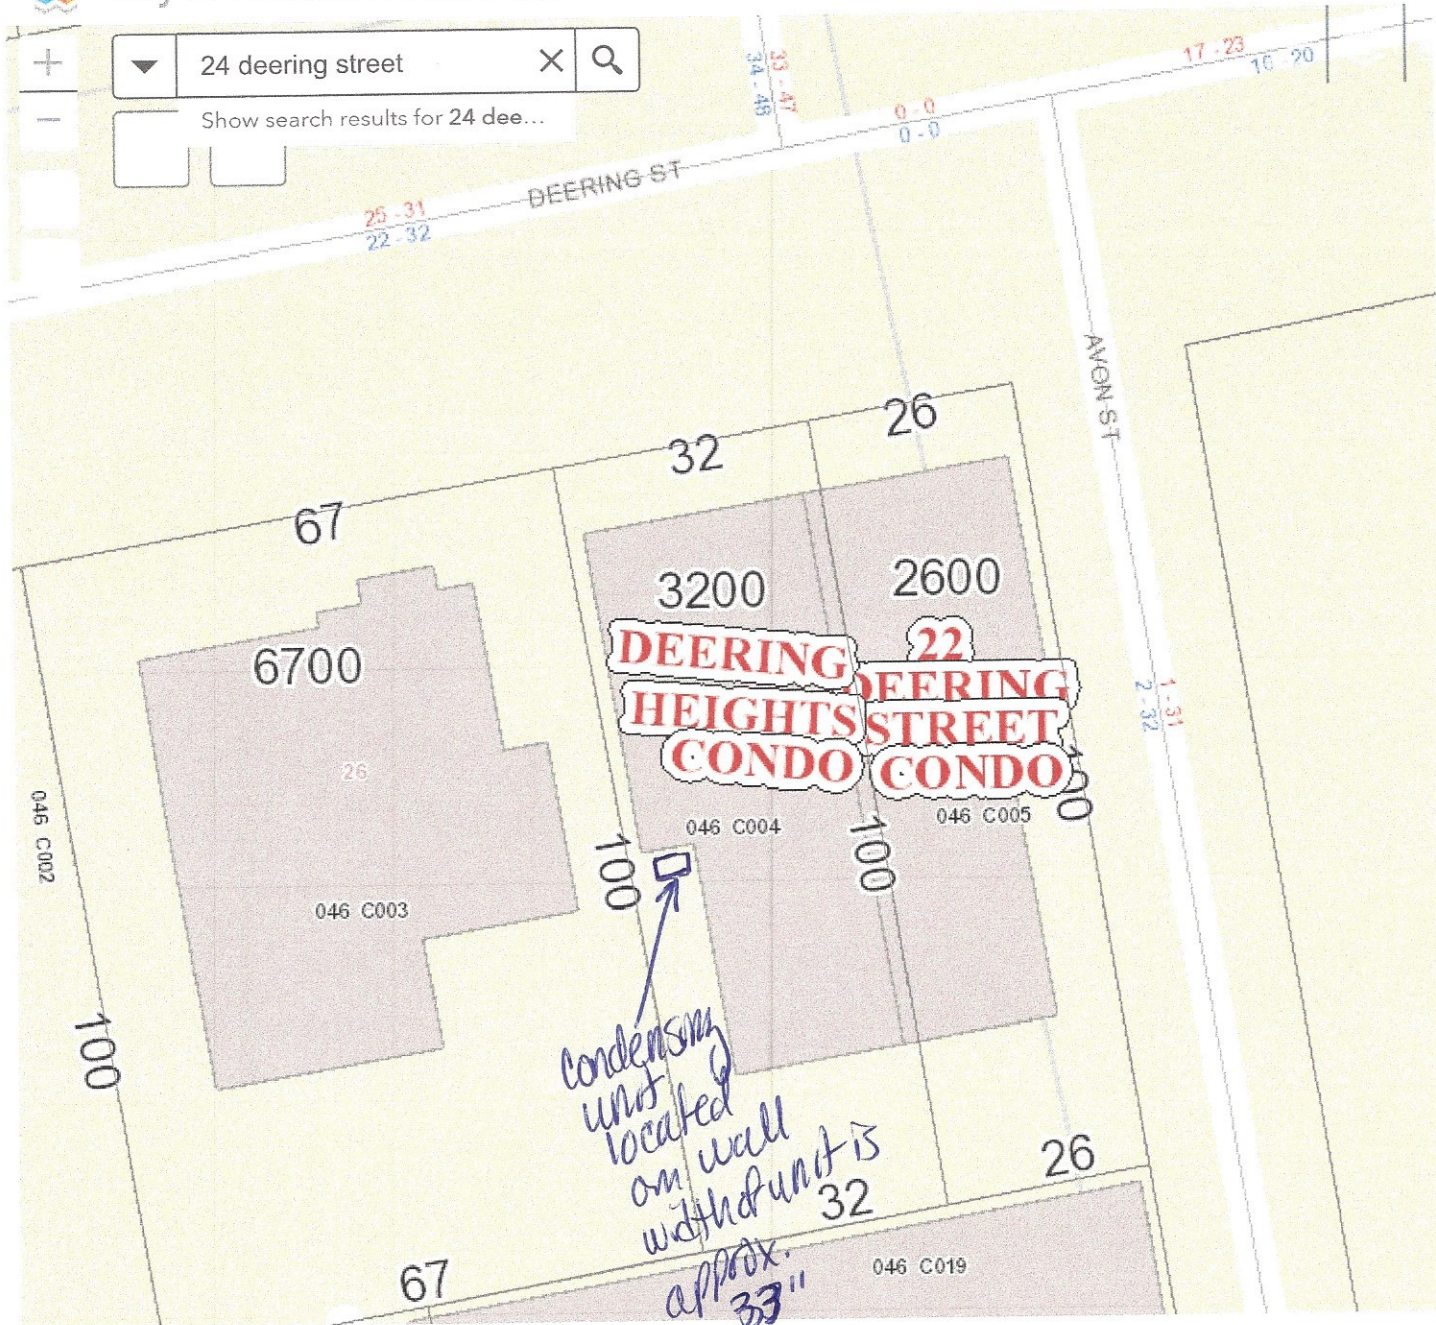 24 deering street
Show search results for 24 dee...
34 - 48
33 - 47
17 - 23
16 - 20
0 - 0
0 - 0
DEERING ST
25 - 31
22 - 32
AVON ST
26
32
67
3200
2600
6700
DEERING
HEIGHTS
CONDO
22
DEERING
STREET
CONDO
1 - 31
2 - 32
26
100
046 C002
046 C004
046 C005
100
100
046 C003
100
condensing
unit
located
on wall
width of unit is
approx.
33"
26
32
67
046 C019